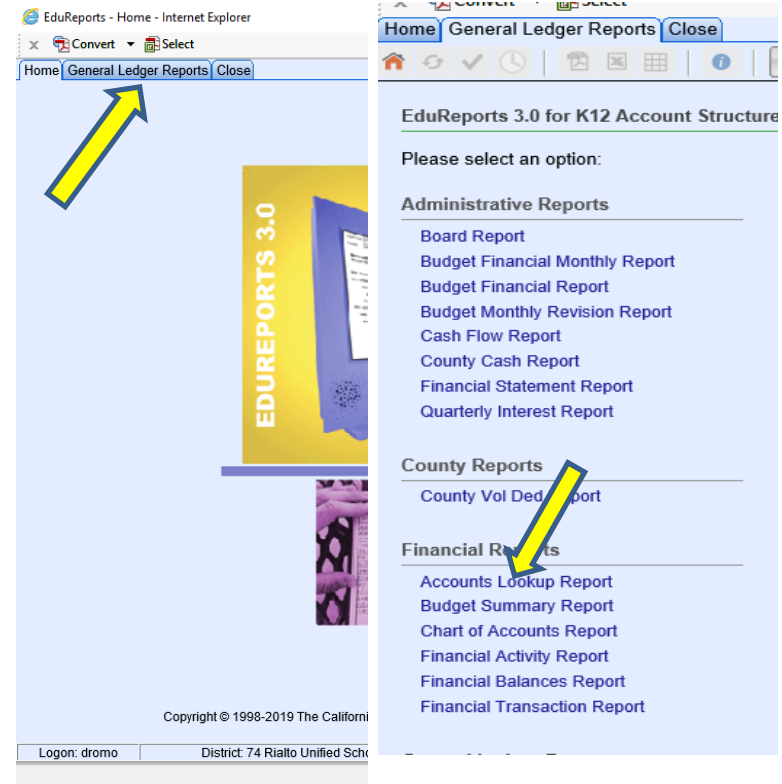 EduReports - Home - Internet Explorer
x Convert Select
Home General Ledger Reports Close
EDUREPORTS 3.0
Copyright © 1998-2019 The Californi
Logon: dromo District: 74 Rialto Unified Scho
Convert Select
Home General Ledger Reports Close
EduReports 3.0 for K12 Account Structure
Please select an option:
Administrative Reports
Board Report
Budget Financial Monthly Report
Budget Financial Report
Budget Monthly Revision Report
Cash Flow Report
County Cash Report
Financial Statement Report
Quarterly Interest Report
County Reports
County Vol Ded port
Financial R ts
Accounts Lookup Report
Budget Summary Report
Chart of Accounts Report
Financial Activity Report
Financial Balances Report
Financial Transaction Report